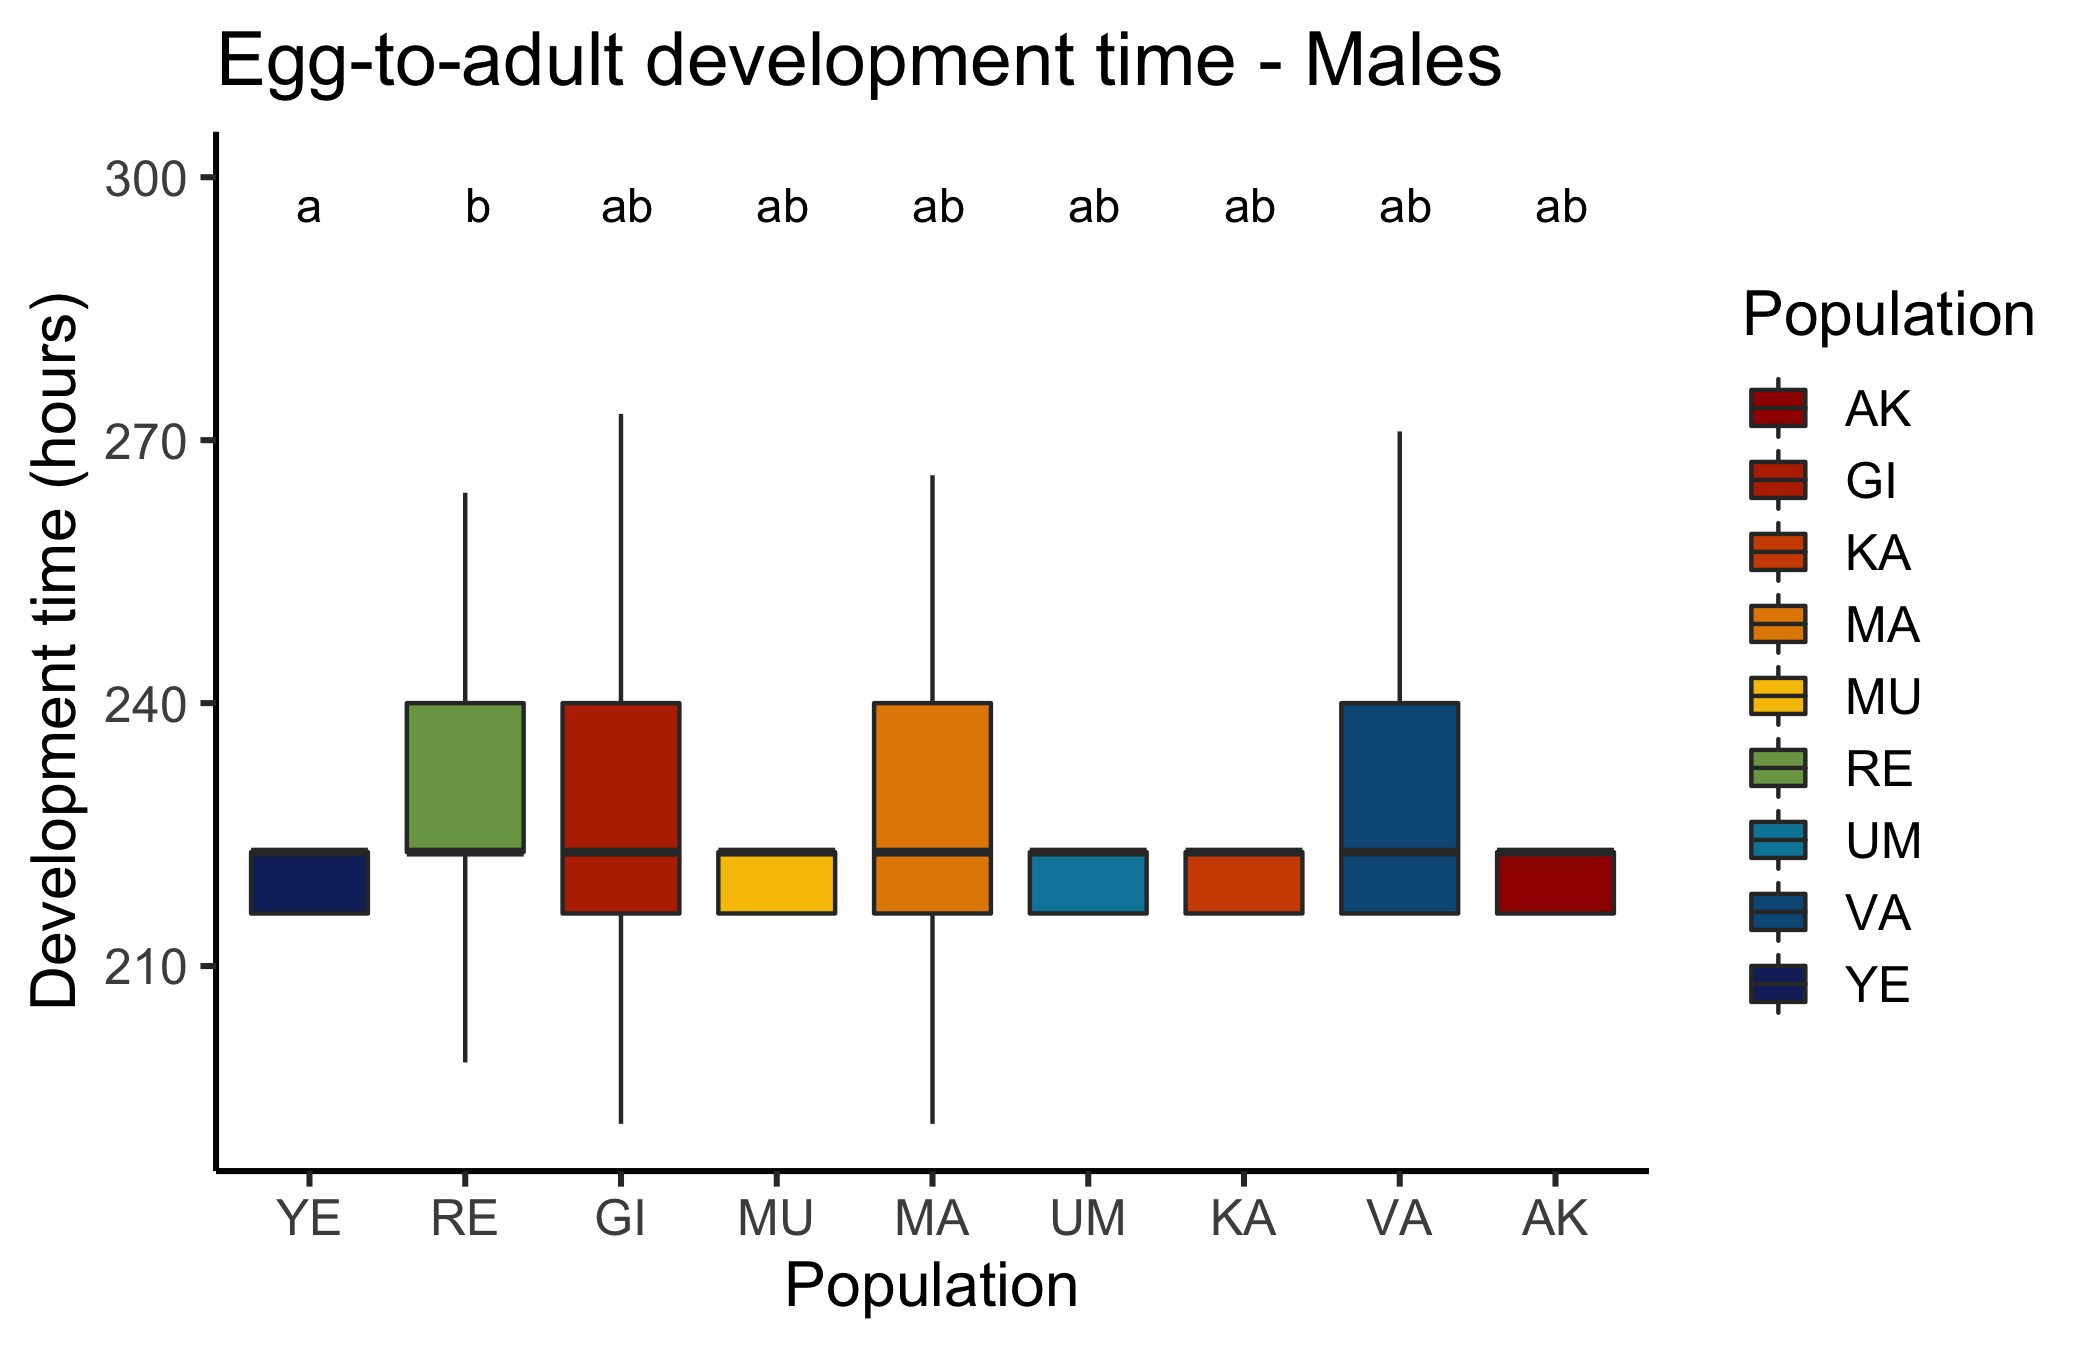 Egg-to-adult development time - Males
300
a b ab ab ab ab ab ab ab
270
240
210
Development time (hours)
YE RE GI MU MA UM KA VA AK
Population
Population
AK
GI
KA
MA
MU
RE
UM
VA
YE